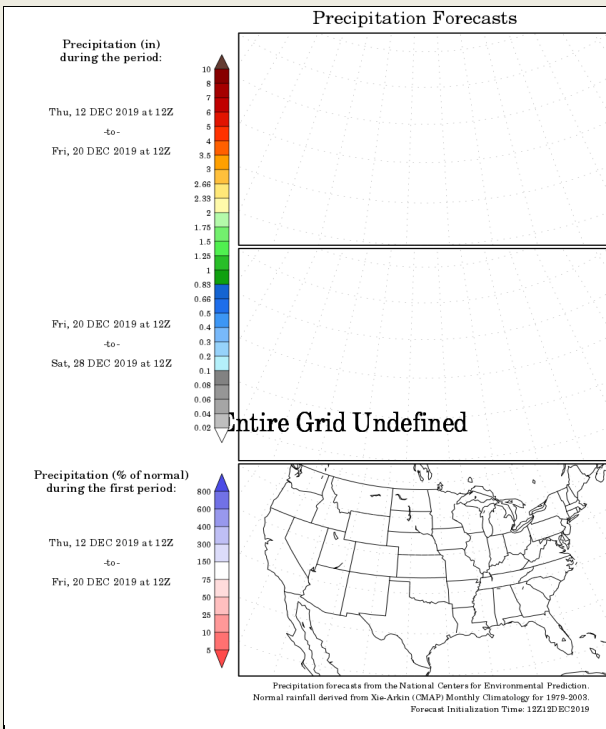 Precipitation Forecasts
Precipitation (in)
during the period:
Thu, 12 DEC 2019 at 12Z
-to-
Fri, 20 DEC 2019 at 12Z
10
8
7
6
5
4
3.5
3
2.66
2.33
2
1.75
1.5
1.25
1
0.83
0.66
0.5
0.4
0.3
0.2
0.1
0.08
0.06
0.04
0.02
Fri, 20 DEC 2019 at 12Z
-to-
Sat, 28 DEC 2019 at 12Z
Entire Grid Undefined
Precipitation (% of normal)
during the first period:
Thu, 12 DEC 2019 at 12Z
-to-
Fri, 20 DEC 2019 at 12Z
800
600
400
300
150
75
50
25
10
5
Precipitation forecasts from the National Centers for Environmental Prediction.
Normal rainfall derived from Xie-Arkin (CMAP) Monthly Climatology for 1979-2003.
Forecast Initialization Time: 12Z12DEC2019